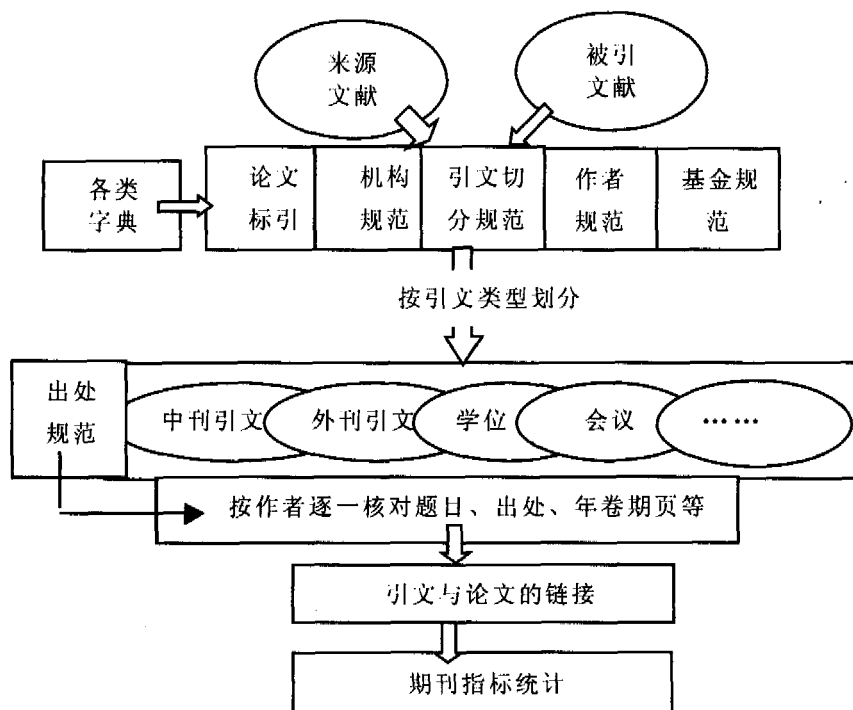 来源
文献
被引
文献
各类
字典
论文
标引
机构
规范
引文切
分规范
作者
规范
基金规
范
按引文类型划分
出处
规范
中刊引文
外刊引文
学位
会议
……
按作者逐一核对题目、出处、年卷期页等
引文与论文的链接
期刊指标统计